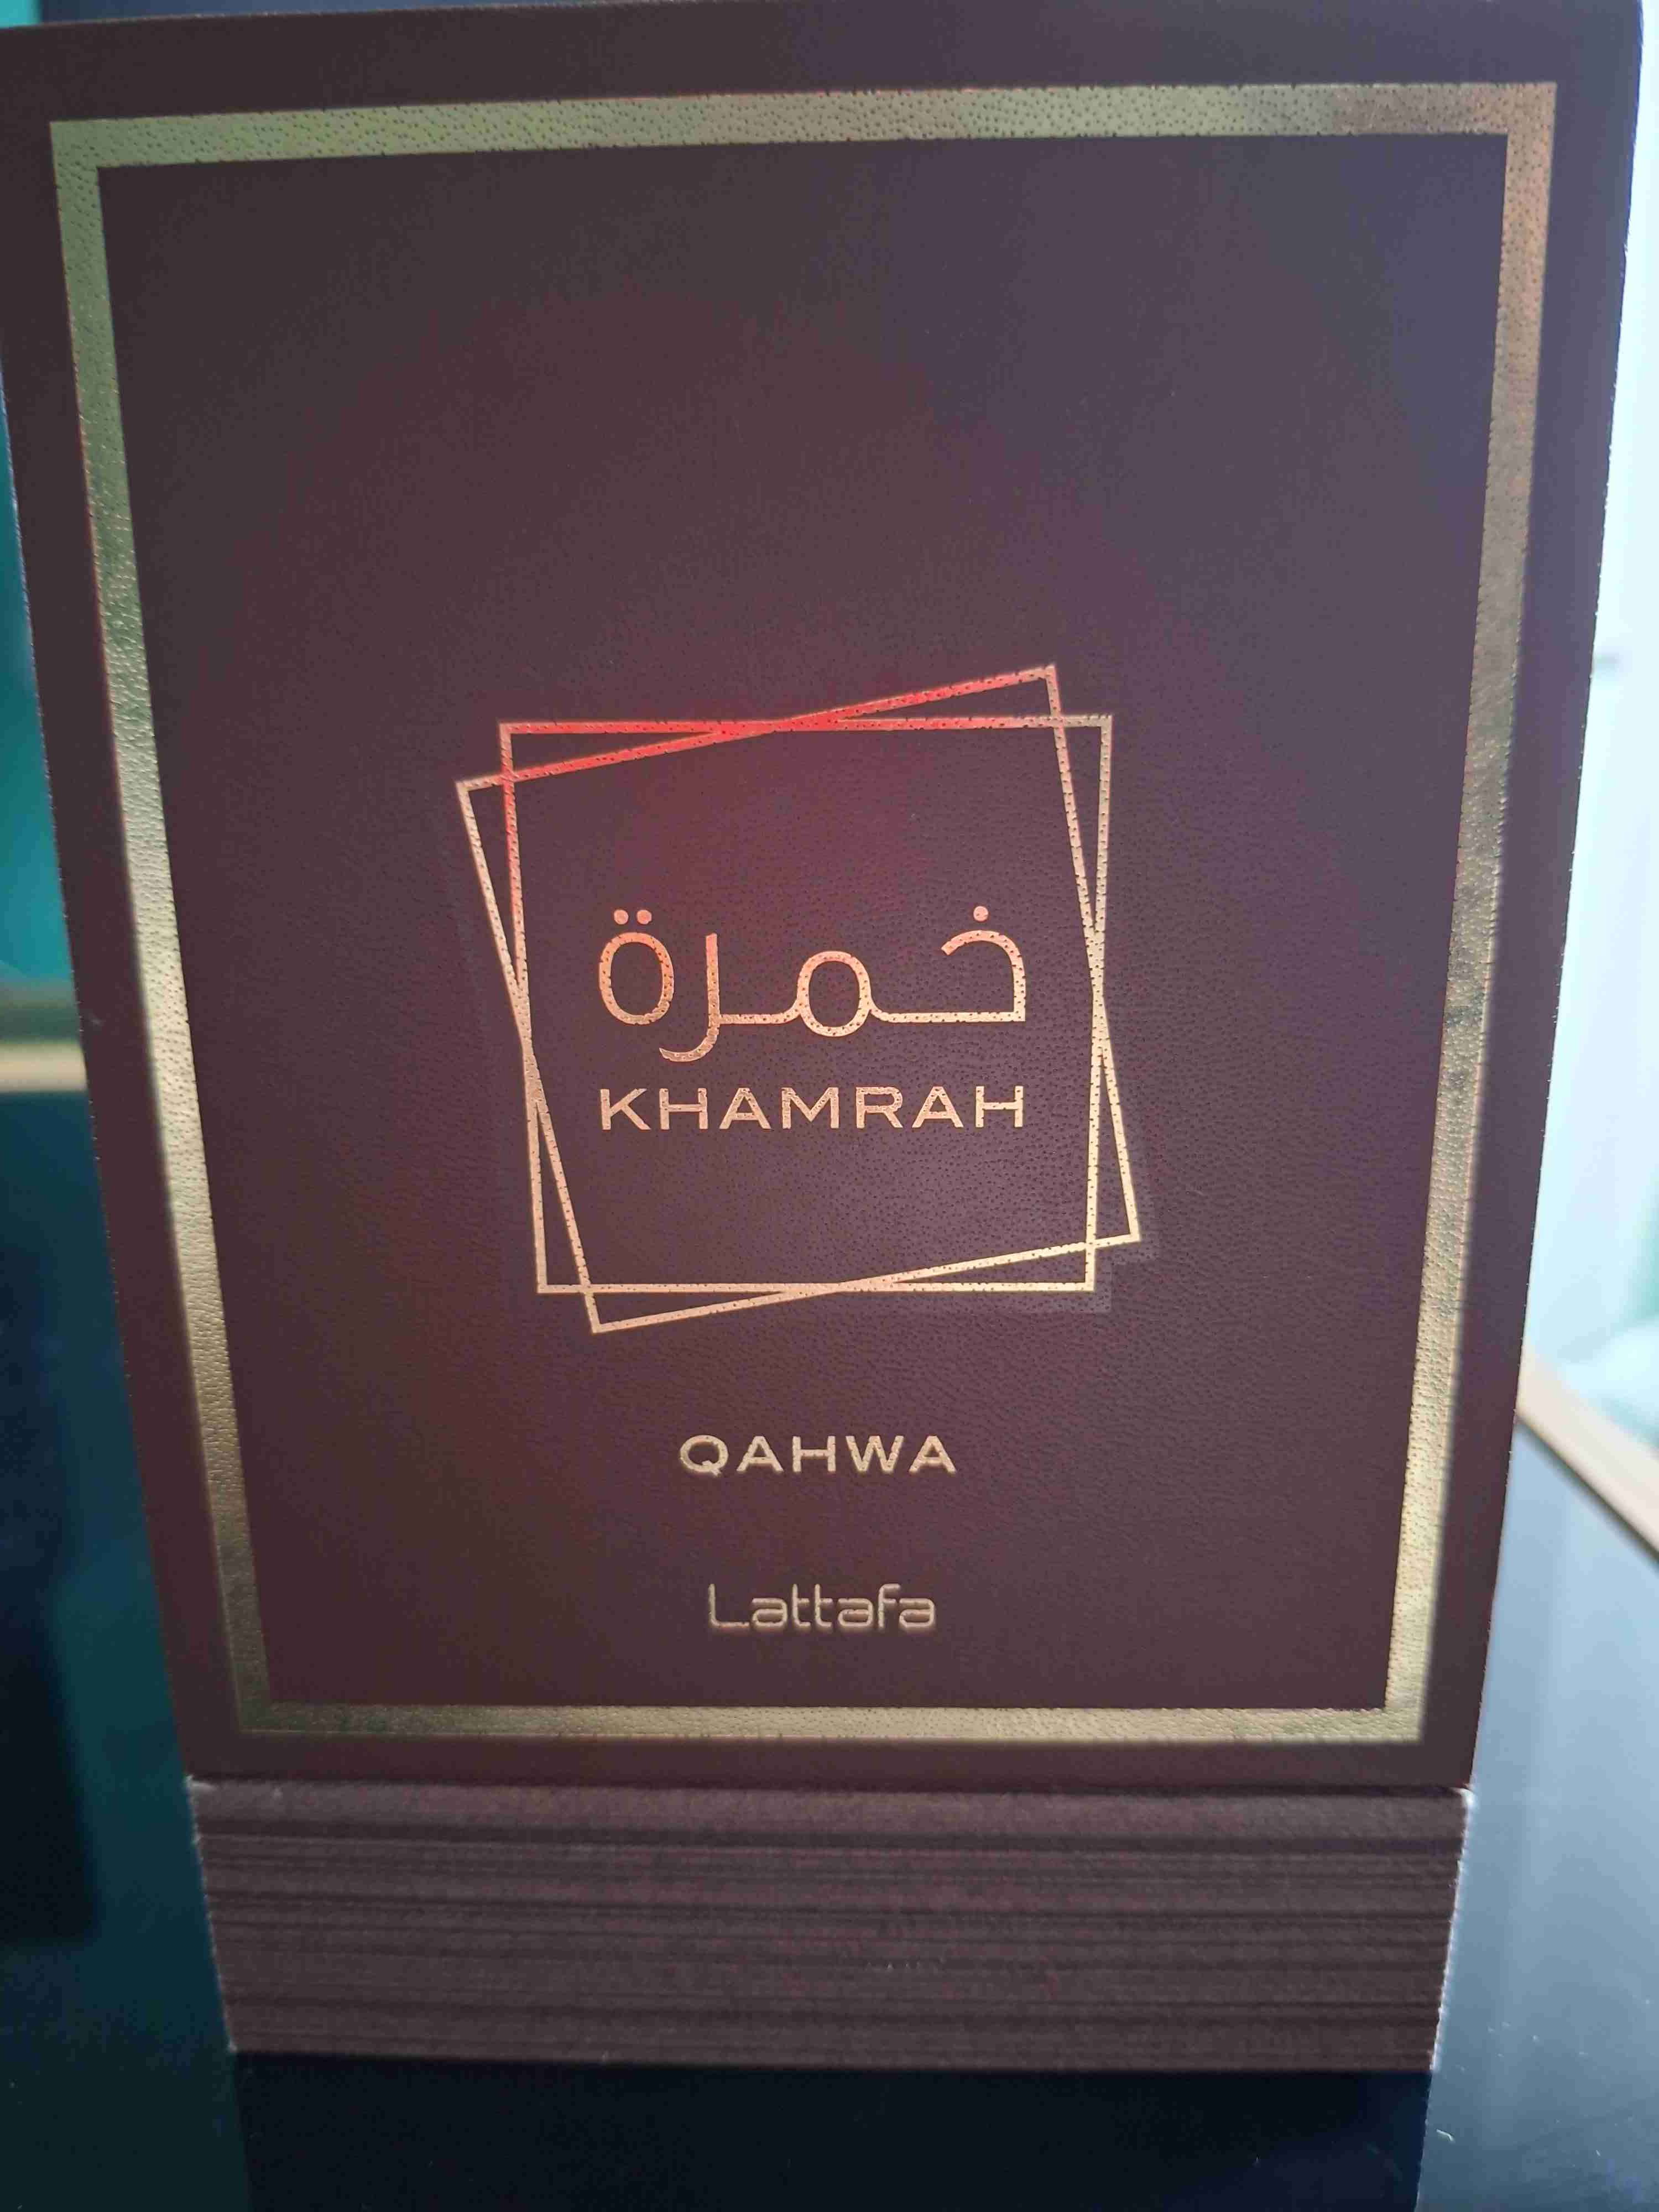 خمرة
KHAMRAH
QAHWA
Lattafa